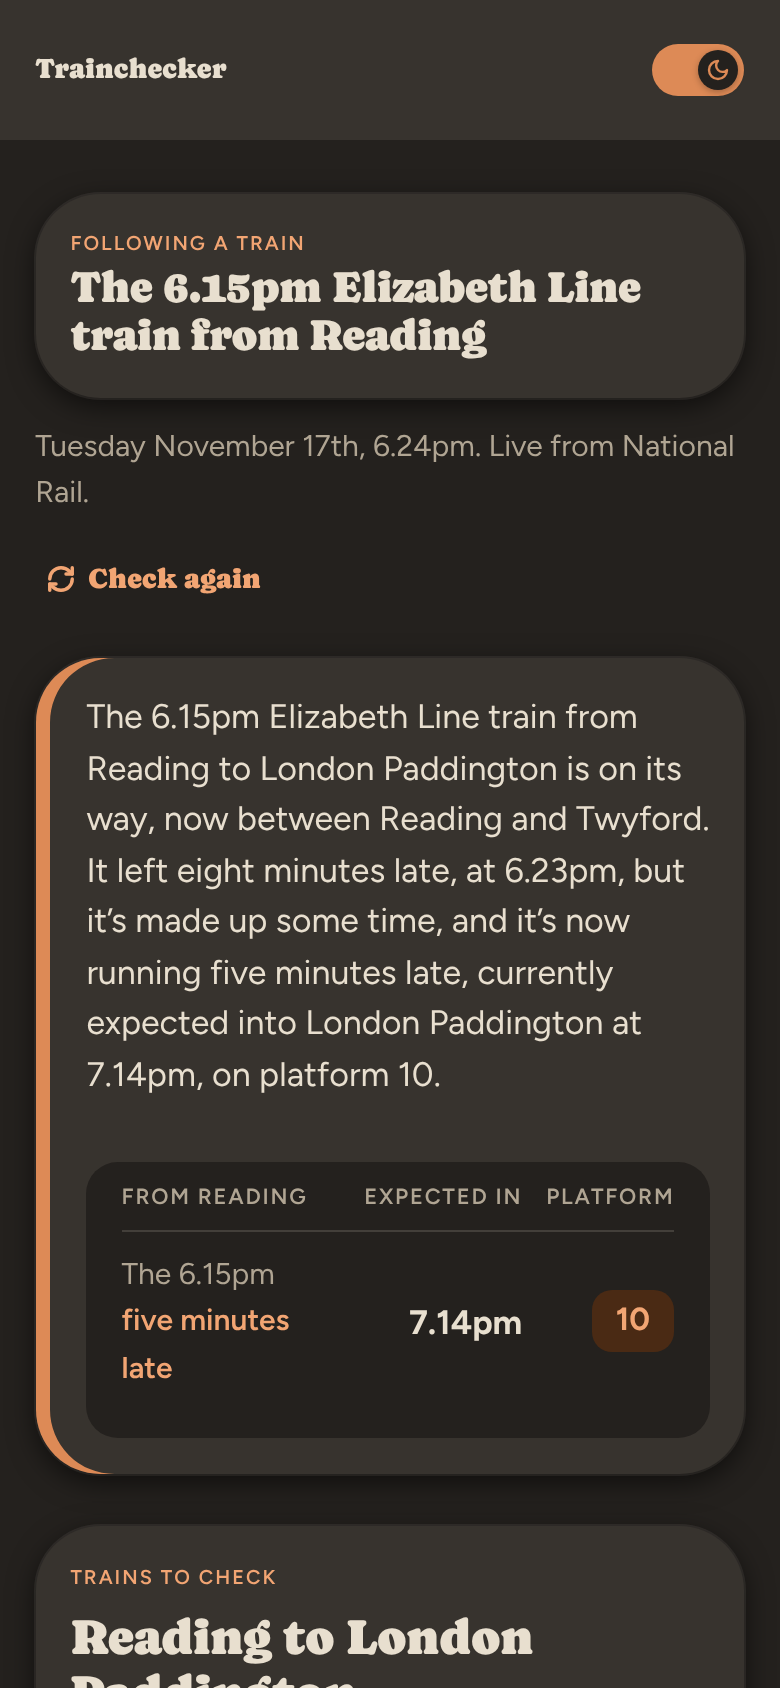 Trainchecker
FOLLOWING A TRAIN
The 6.15pm Elizabeth Line
train from Reading
Tuesday November 17th, 6.24pm. Live from National
Rail.
Check again
The 6.15pm Elizabeth Line train from
Reading to London Paddington is on its
way, now between Reading and Twyford.
It left eight minutes late, at 6.23pm, but
it’s made up some time, and it’s now
running five minutes late, currently
expected into London Paddington at
7.14pm, on platform 10.
FROM READING EXPECTED IN PLATFORM
The 6.15pm
five minutes
late
7.14pm
10
TRAINS TO CHECK
Reading to London
Paddington